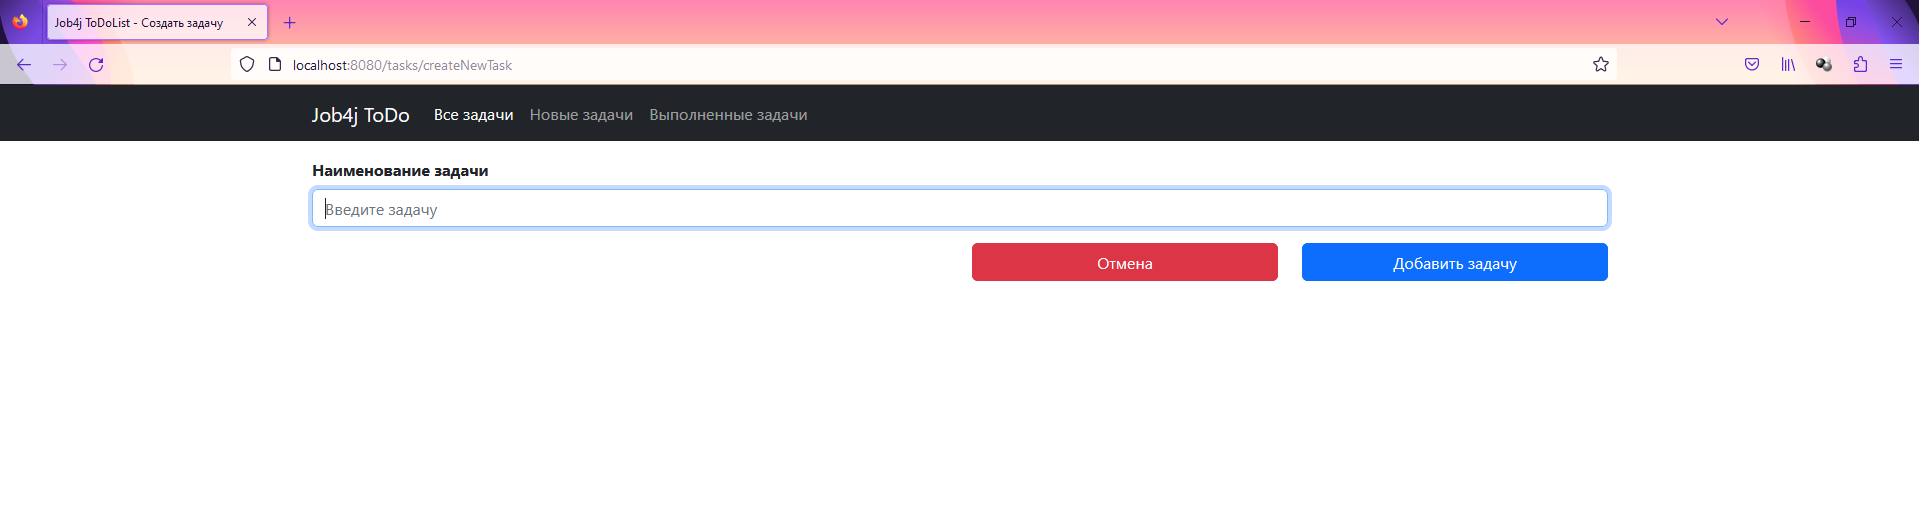 Job4j ToDoList - Создать задачу
localhost:8080/tasks/createNewTask
Job4j ToDo Все задачи Новые задачи Выполненные задачи
Наименование задачи
Введите задачу
Отмена Добавить задачу